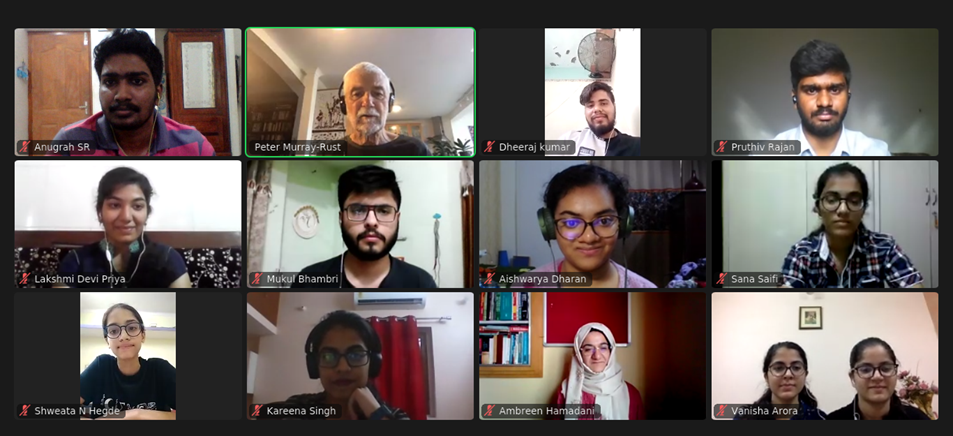 Anugrah SR
Peter Murray-Rust
Dheeraj kumar
Pruthiv Rajan
Lakshmi Devi Priya
Mukul Bhambri
Aishwarya Dharan
Sana Saifi
Shweata N Hegde
Kareena Singh
Ambreen Hamadani
Vanisha Arora